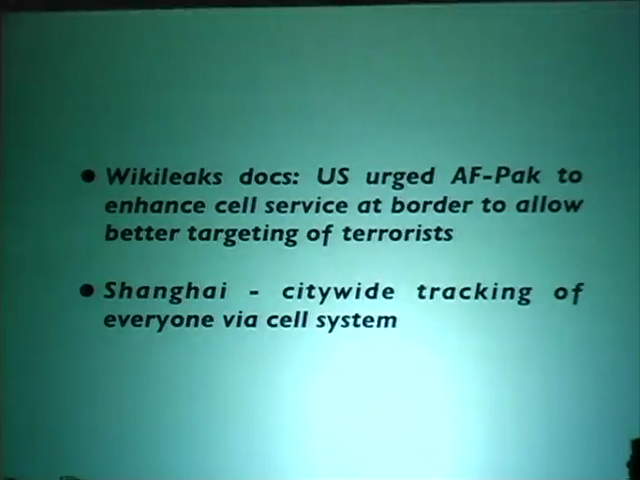 ● Wikileaks docs: US urged AF-Pak to
enhance cell service at border to allow
better targeting of terrorists
● Shanghai - citywide tracking of
everyone via cell system